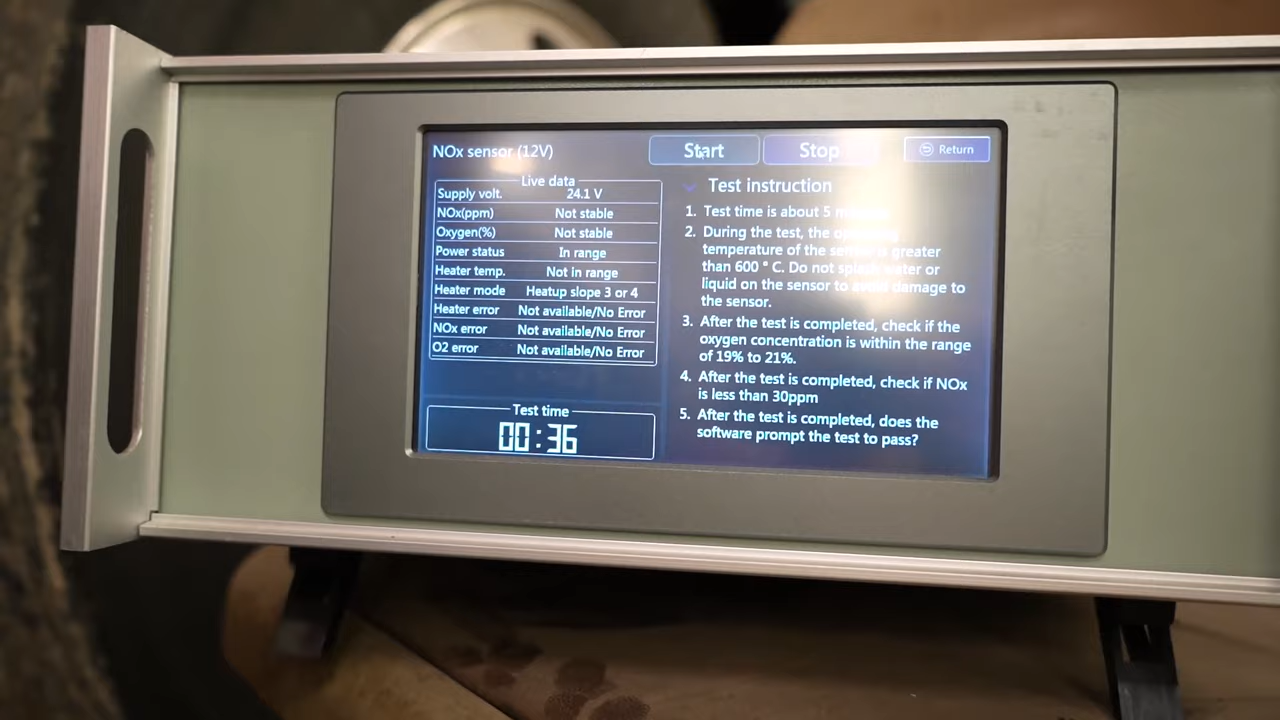 NOx sensor (12V)
Start
Stop
Return
Live data
Supply volt. 24.1 V
NOx(ppm) Not stable
Oxygen(%) Not stable
Power status In range
Heater temp. Not in range
Heater mode Heatup slope 3 or 4
Heater error Not available/No Error
NOx error Not available/No Error
O2 error Not available/No Error
Test time
00:36
Test instruction
1. Test time is about 5
2. During the test, the
temperature of the is greater
than 600 ° C. Do not splash water or
liquid on the sensor to avoid damage to
the sensor.
3. After the test is completed, check if the
oxygen concentration is within the range
of 19% to 21%.
4. After the test is completed, check if NOx
is less than 30ppm
5. After the test is completed, does the
software prompt the test to pass?